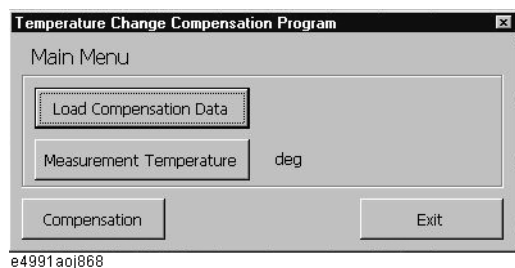 Temperature Change Compensation Program
Main Menu
Load Compensation Data
Measurement Temperature deg
Compensation Exit
e4991aoj868